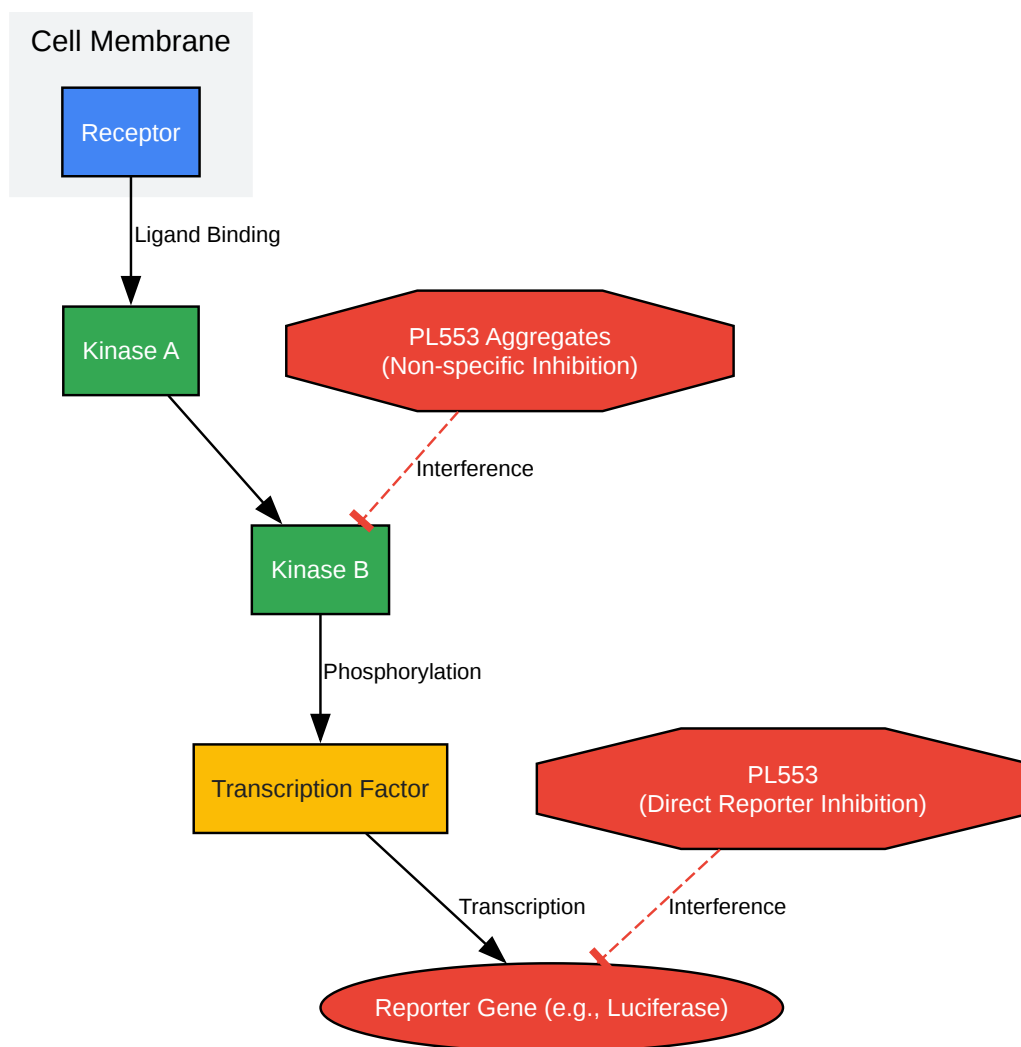 Cell Membrane
Receptor
Ligand Binding
Kinase A
PL553 Aggregates
(Non-specific Inhibition)
Interference
Kinase B
Phosphorylation
Transcription Factor
PL553
(Direct Reporter Inhibition)
Transcription
Interference
Reporter Gene (e.g., Luciferase)